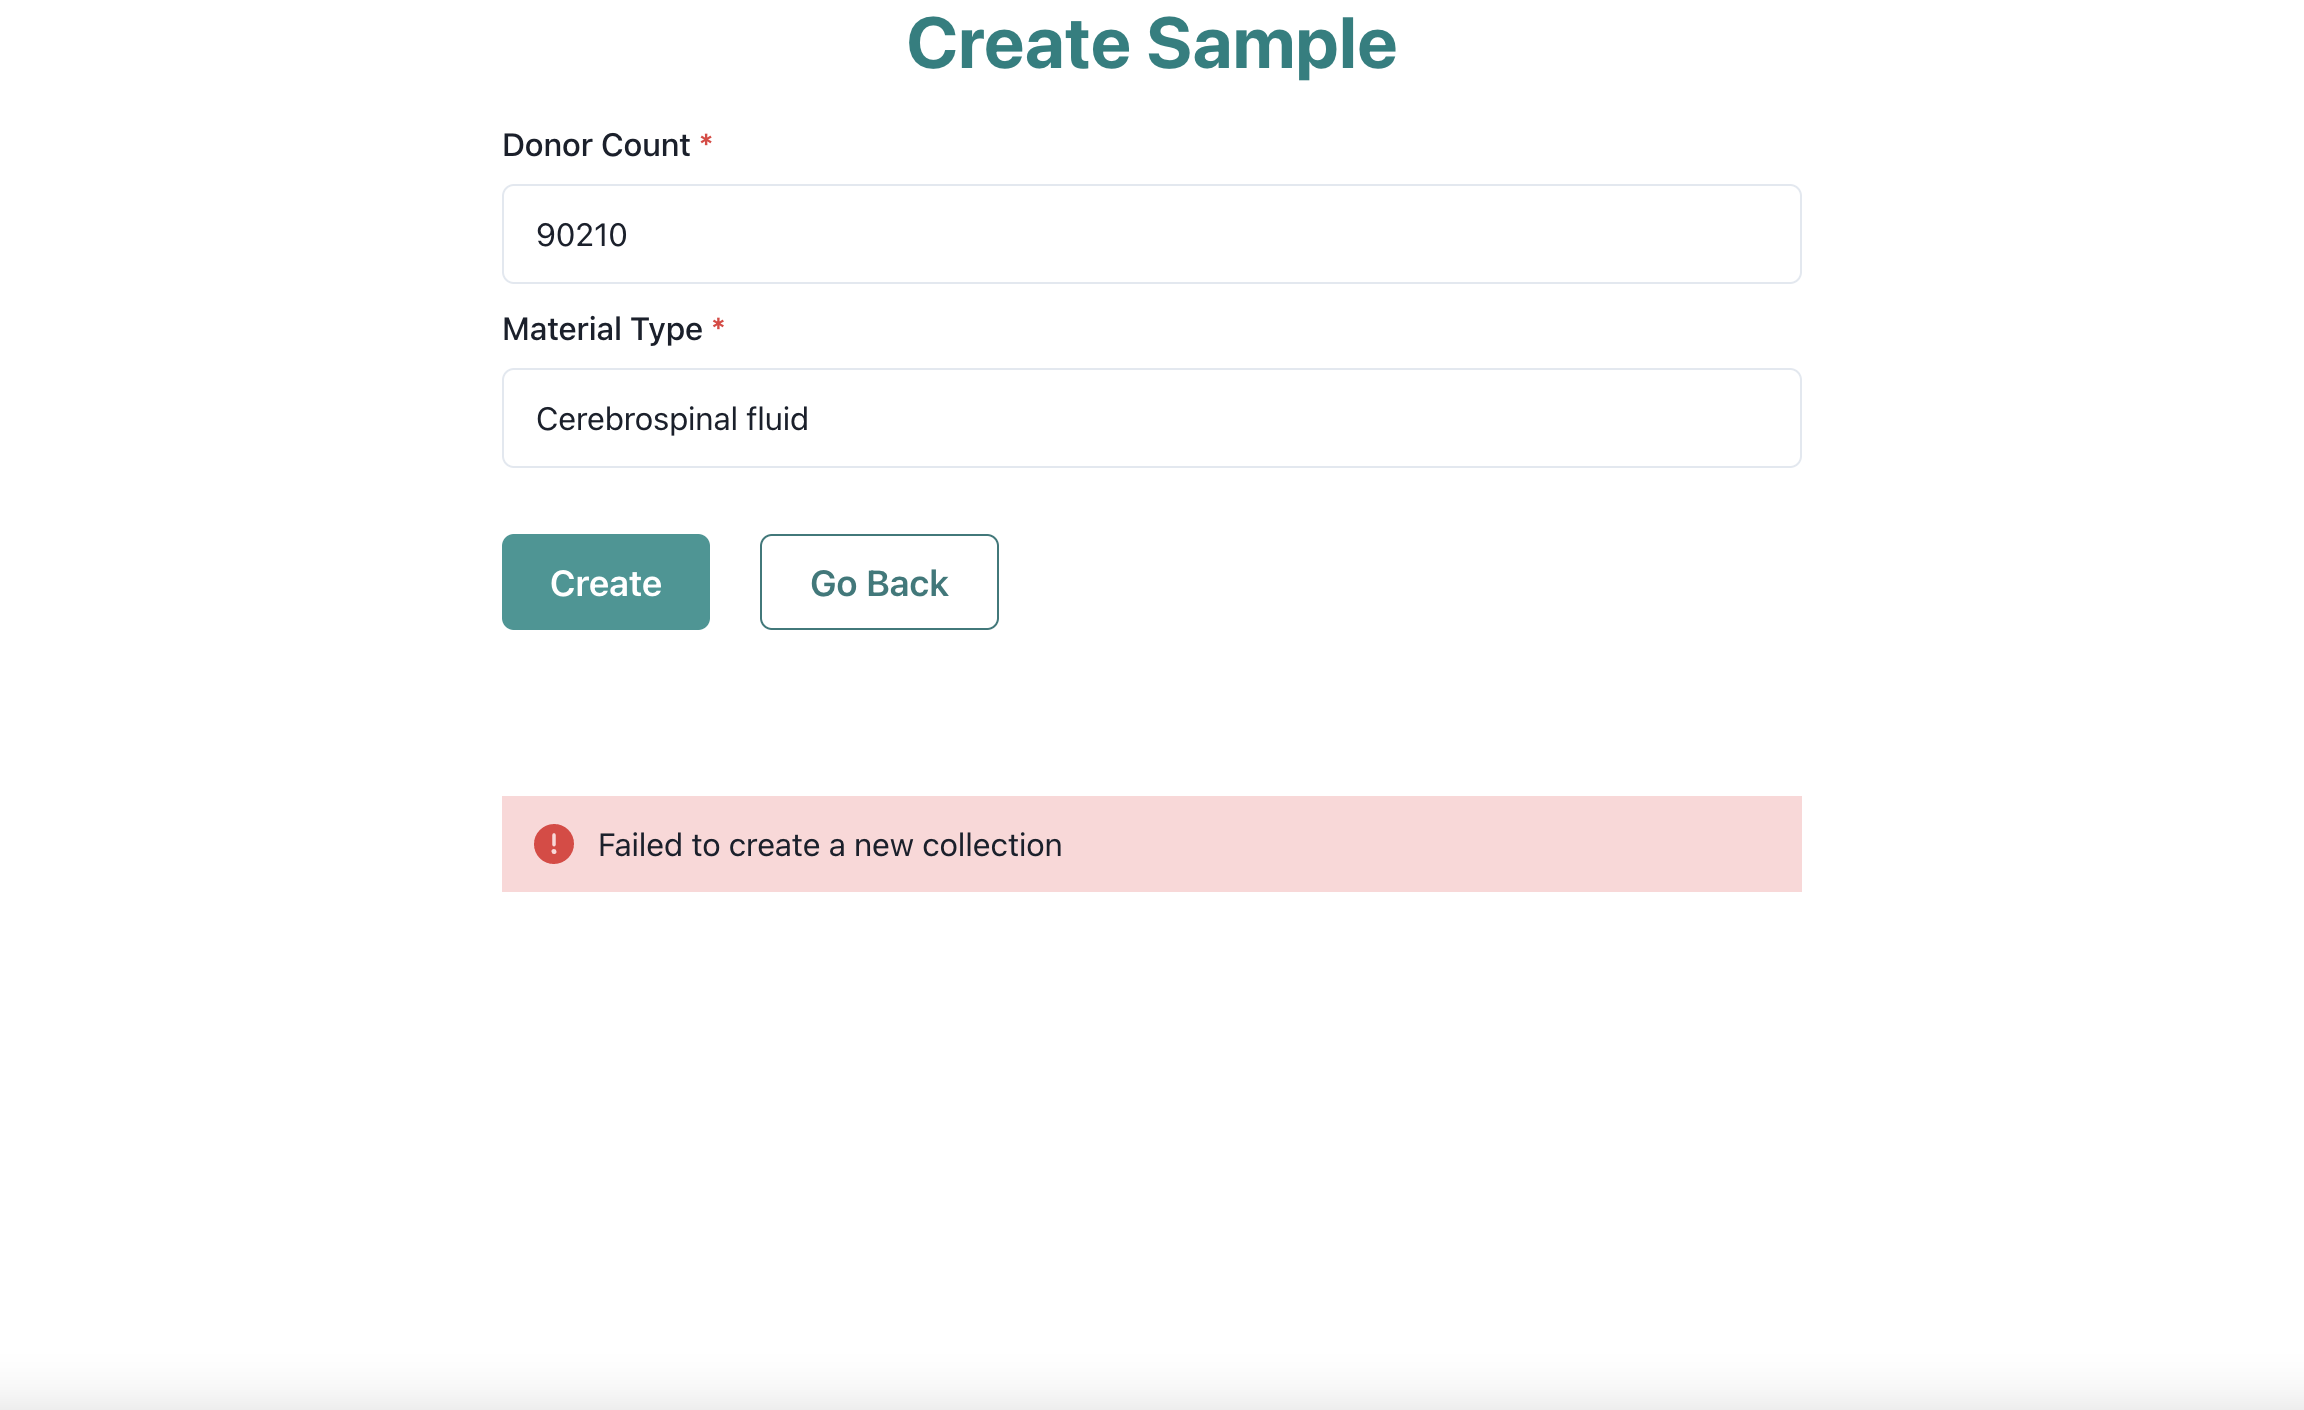 Create Sample
Donor Count *
90210
Material Type *
Cerebrospinal fluid
Create
Go Back
Failed to create a new collection